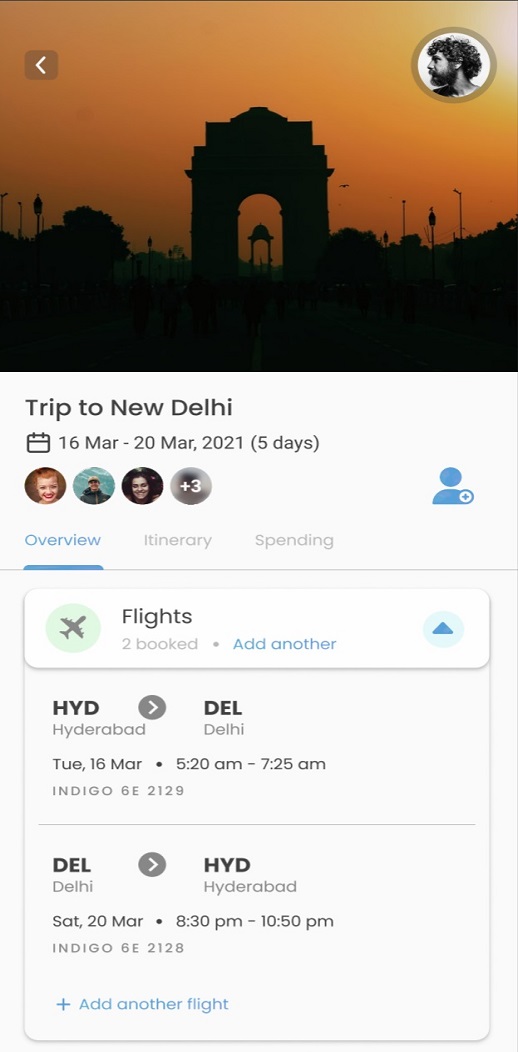 Trip to New Delhi
16 Mar - 20 Mar, 2021 (5 days)
+3
Overview Itinerary Spending
Flights
2 booked • Add another
HYD DEL
Hyderabad Delhi
Tue, 16 Mar • 5:20 am - 7:25 am
INDIGO 6E 2129
DEL HYD
Delhi Hyderabad
Sat, 20 Mar • 8:30 pm - 10:50 pm
INDIGO 6E 2128
+ Add another flight